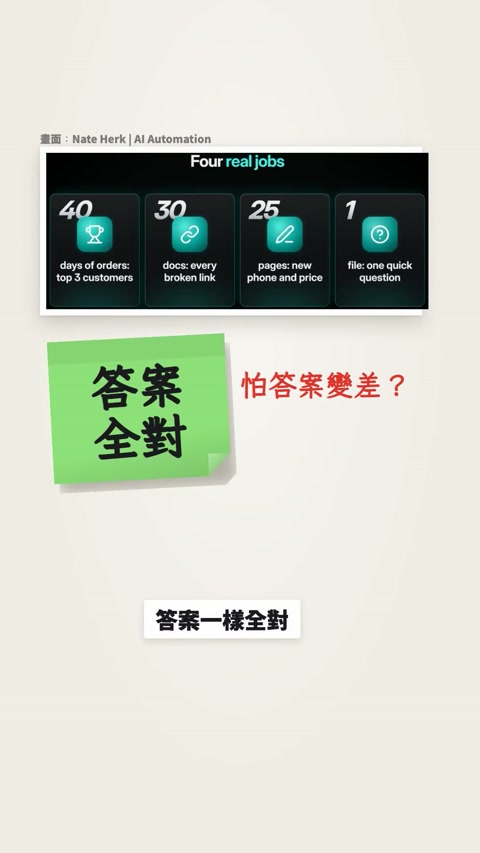 畫面：Nate Herk | AI Automation
Four real jobs
40
days of orders:
top 3 customers
30
docs: every
broken link
25
pages: new
phone and price
1
file: one quick
question
答案
全對
怕答案變差？
答案一樣全對